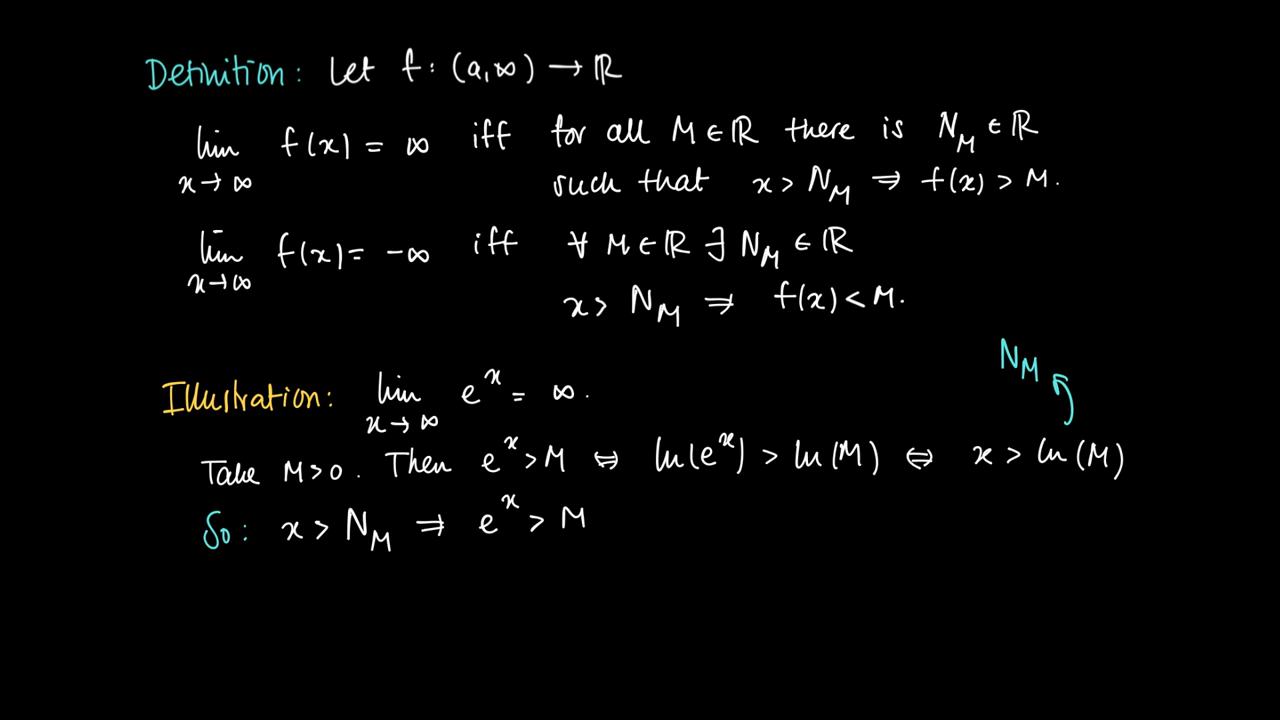 Definition: Let f: (a,∞) → ℝ
lim x→∞ f(x) = ∞ iff for all M ∈ ℝ there is N_M ∈ ℝ
such that x > N_M ⇒ f(x) > M.
lim x→∞ f(x) = -∞ iff ∀ M ∈ ℝ ∃ N_M ∈ ℝ
x > N_M ⇒ f(x) < M.
N_M
Illustration: lim x→∞ e^x = ∞.
Take M > 0. Then e^x > M ⇔ ln(e^x) > ln(M) ⇔ x > ln(M)
So: x > N_M ⇒ e^x > M